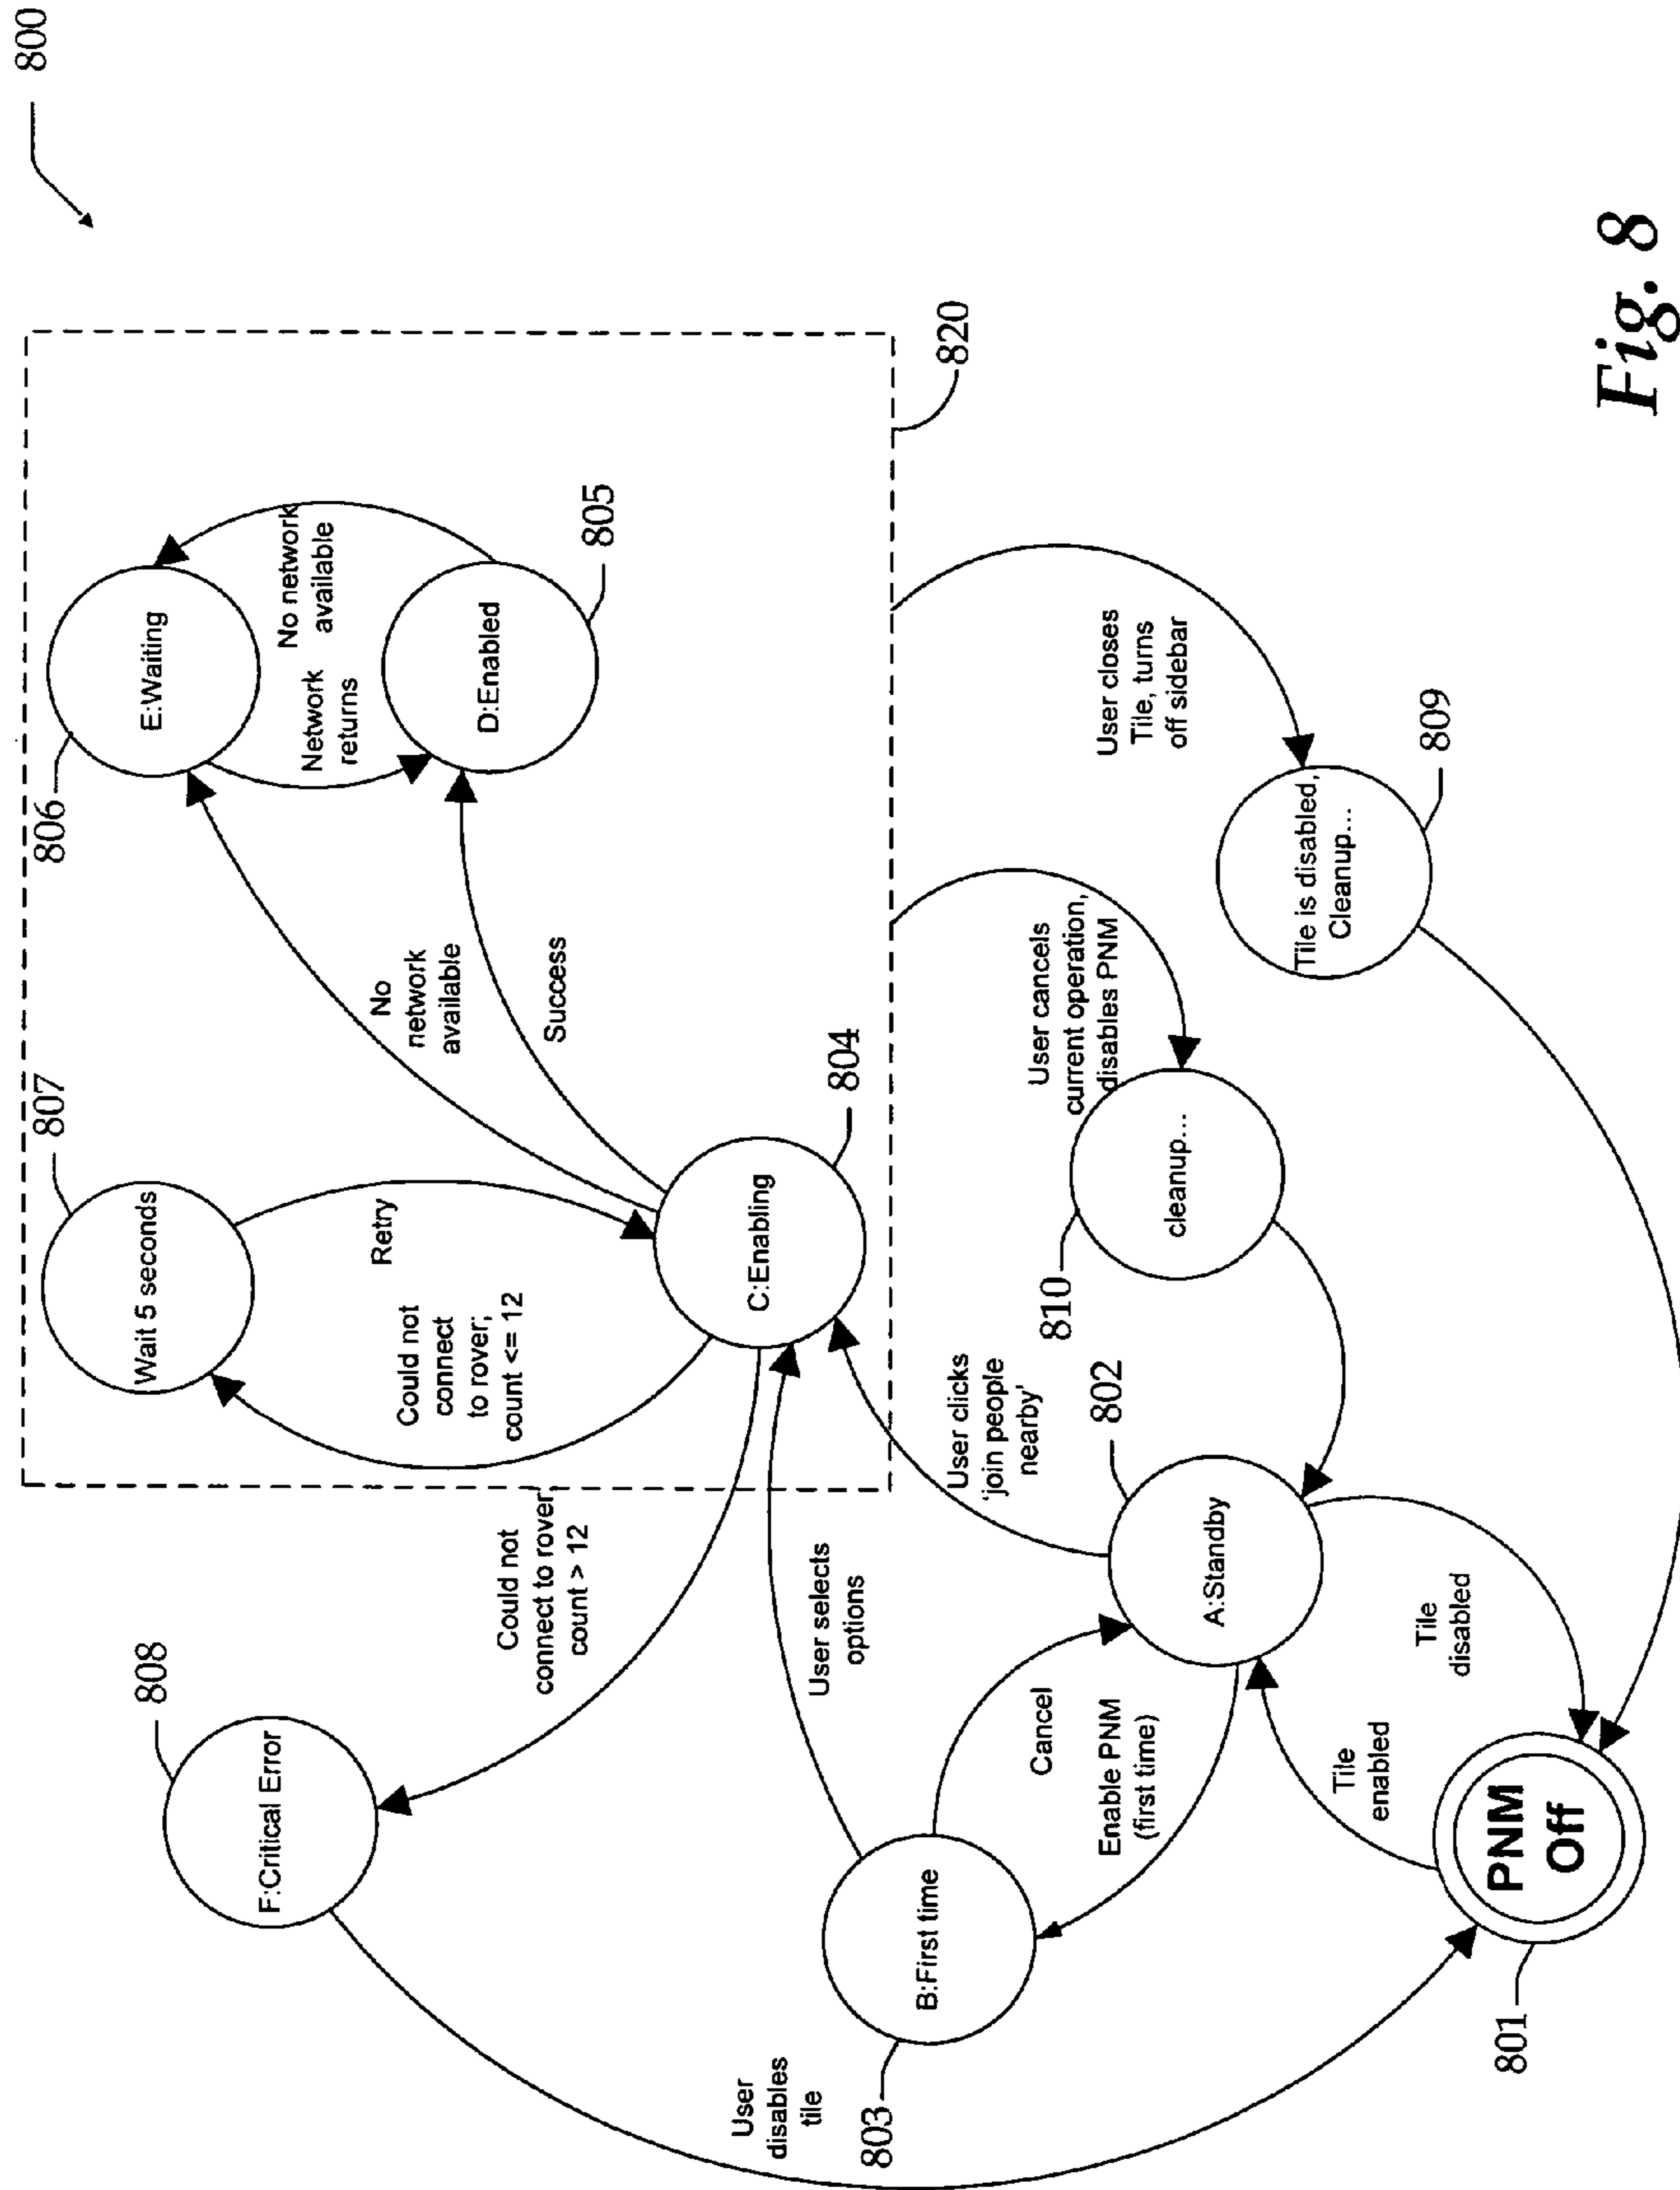 800
820
807
Wait 5 seconds
806
E:Waiting
No network
available
Network
returns
D:Enabled
805
Retry
Could not
connect
to rover;
count <= 12
No
network
available
Success
C:Enabling
804
808
F:Critical Error
Could not
connect to rover,
count > 12
User selects
options
User clicks
'join people
nearby'
User cancels
current operation,
disables PNM
User closes
Tile, turns
off sidebar
810
cleanup...
Tile is disabled,
Cleanup...
809
User
disables
tile
803
B:First time
Cancel
Enable PNM
(first time)
802
A:Standby
Tile
enabled
Tile
disabled
801
PNM
Off
Fig. 8